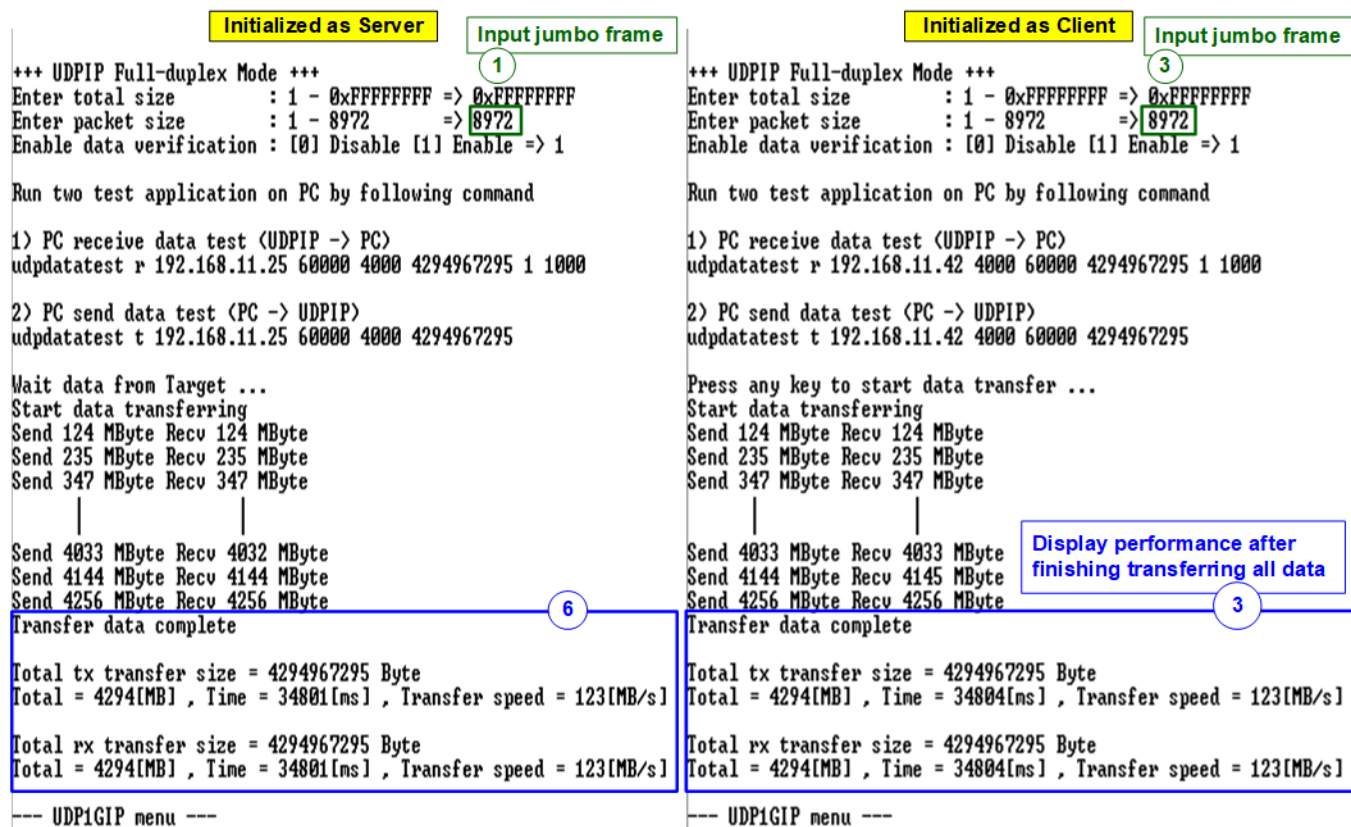 Initialized as Server
Input jumbo frame
1
+++ UDPIP Full-duplex Mode +++
Enter total size : 1 - 0xFFFFFFFF => 0xFFFFFFFF
Enter packet size : 1 - 8972 => 8972
Enable data verification : [0] Disable [1] Enable => 1
Run two test application on PC by following command
1) PC receive data test (UDPIP -> PC)
udpdatatest r 192.168.11.25 60000 4000 4294967295 1 1000
2) PC send data test (PC -> UDPIP)
udpdatatest t 192.168.11.25 60000 4000 4294967295
Wait data from Target ...
Start data transferring
Send 124 MByte Recv 124 MByte
Send 235 MByte Recv 235 MByte
Send 347 MByte Recv 347 MByte
Send 4033 MByte Recv 4032 MByte
Send 4144 MByte Recv 4144 MByte
Send 4256 MByte Recv 4256 MByte
6
Transfer data complete
Total tx transfer size = 4294967295 Byte
Total = 4294[MB] , Time = 34801[ms] , Transfer speed = 123[MB/s]
Total rx transfer size = 4294967295 Byte
Total = 4294[MB] , Time = 34801[ms] , Transfer speed = 123[MB/s]
--- UDP1GIP menu ---
Initialized as Client
Input jumbo frame
3
+++ UDPIP Full-duplex Mode +++
Enter total size : 1 - 0xFFFFFFFF => 0xFFFFFFFF
Enter packet size : 1 - 8972 => 8972
Enable data verification : [0] Disable [1] Enable => 1
Run two test application on PC by following command
1) PC receive data test (UDPIP -> PC)
udpdatatest r 192.168.11.42 4000 60000 4294967295 1 1000
2) PC send data test (PC -> UDPIP)
udpdatatest t 192.168.11.42 4000 60000 4294967295
Press any key to start data transfer ...
Start data transferring
Send 124 MByte Recv 124 MByte
Send 235 MByte Recv 235 MByte
Send 347 MByte Recv 347 MByte
Send 4033 MByte Recv 4033 MByte
Send 4144 MByte Recv 4145 MByte
Send 4256 MByte Recv 4256 MByte
Display performance after
finishing transferring all data
3
Transfer data complete
Total tx transfer size = 4294967295 Byte
Total = 4294[MB] , Time = 34804[ms] , Transfer speed = 123[MB/s]
Total rx transfer size = 4294967295 Byte
Total = 4294[MB] , Time = 34804[ms] , Transfer speed = 123[MB/s]
--- UDP1GIP menu ---